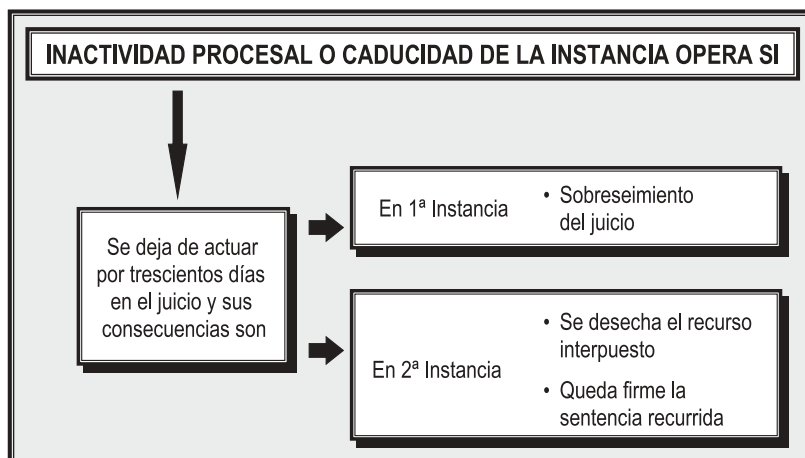 INACTIVIDAD PROCESAL O CADUCIDAD DE LA INSTANCIA OPERA SI
Se deja de actuar
por trescientos días
en el juicio y sus
consecuencias son
En 1ª Instancia
• Sobreseimiento
del juicio
En 2ª Instancia
• Se desecha el recurso
interpuesto
• Queda firme la
sentencia recurrida